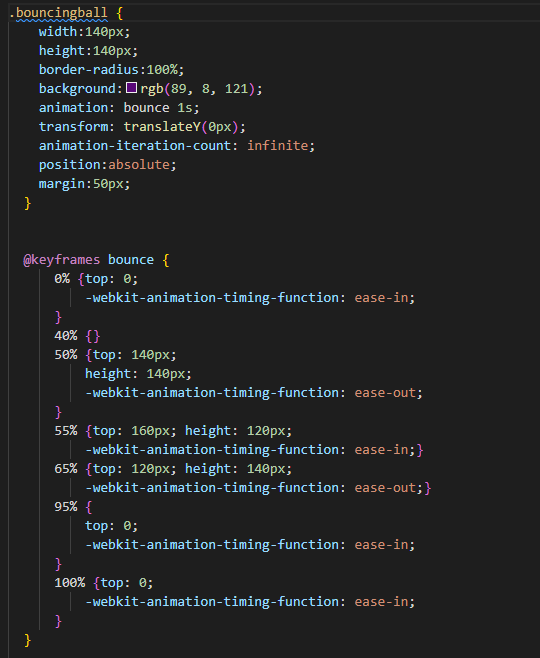 .bouncingball {
width:140px;
height:140px;
border-radius:100%;
background:rgb(89, 8, 121);
animation: bounce 1s;
transform: translateY(0px);
animation-iteration-count: infinite;
position:absolute;
margin:50px;
}
@keyframes bounce {
0% {top: 0;
-webkit-animation-timing-function: ease-in;
}
40% {}
50% {top: 140px;
height: 140px;
-webkit-animation-timing-function: ease-out;
}
55% {top: 160px; height: 120px;
-webkit-animation-timing-function: ease-in;}
65% {top: 120px; height: 140px;
-webkit-animation-timing-function: ease-out;}
95% {
top: 0;
-webkit-animation-timing-function: ease-in;
}
100% {top: 0;
-webkit-animation-timing-function: ease-in;
}
}